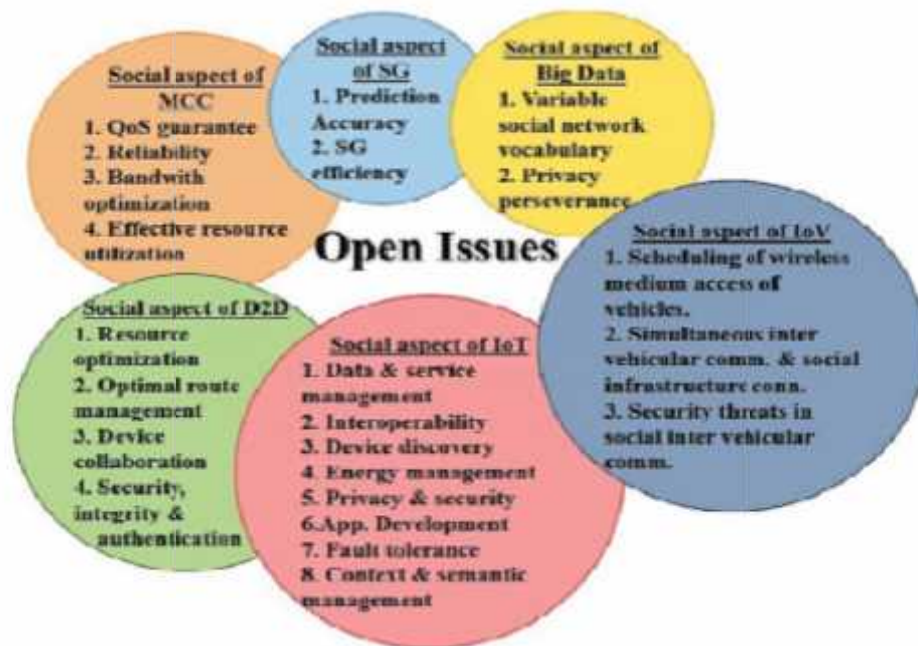 Social aspect of
MCC
1. QoS guarantee
2. Reliability
3. Bandwith
optimization
4. Effective resource
utilization
Social aspect
of SG
1. Prediction
Accuracy
2. SG
efficiency
Social aspect of
Big Data
1. Variable
social network
vocabulary
2. Privacy
perseverance
Open Issues
Social aspect of IoV
1. Scheduling of wireless
medium access of
vehicles.
2. Simultaneous inter
vehicular comm. & social
infrastructure conn.
3. Security threats in
social inter vehicular
comm.
Social aspect of D2D
1. Resource
optimization
2. Optimal route
management
3. Device
collaboration
4. Security,
integrity &
authentication
Social aspect of IoT
1. Data & service
management
2. Interoperability
3. Device discovery
4. Energy management
5. Privacy & security
6.App. Development
7. Fault tolerance
8. Context & semantic
management